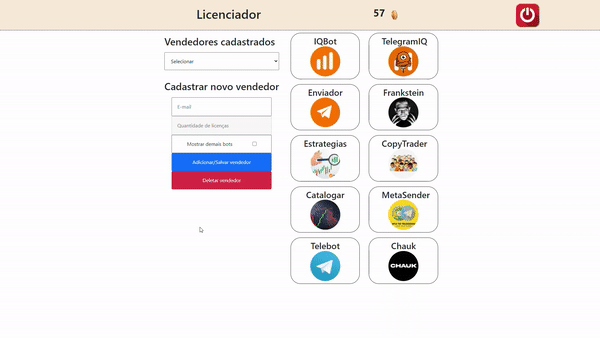 Licenciador
57
Vendedores cadastrados
Selecionar
Cadastrar novo vendedor
E-mail
Quantidade de licenças
Mostrar demais bots
Adicionar/Salvar vendedor
Deletar vendedor
IQBot
TelegramIQ
Enviador
Frankstein
Estrategias
CopyTrader
Catalogar
MetaSender
Telebot
Chauk
CHAUK